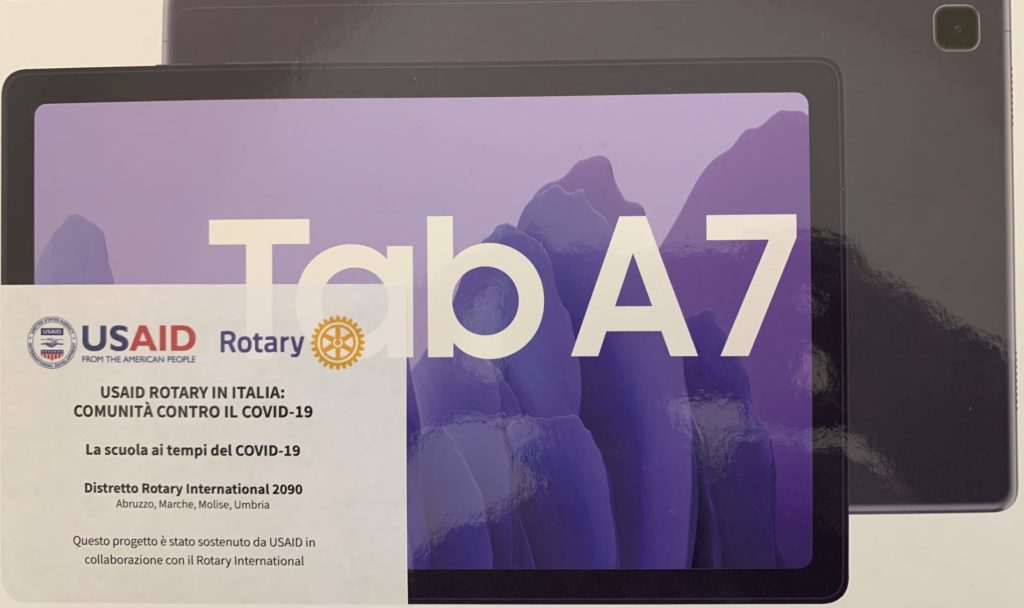 Tab A7
USAID
FROM THE AMERICAN PEOPLE
Rotary
USAID ROTARY IN ITALIA:
COMUNITÀ CONTRO IL COVID-19
La scuola ai tempi del COVID-19
Distretto Rotary International 2090
Abruzzo, Marche, Molise, Umbria
Questo progetto è stato sostenuto da USAID in
collaborazione con il Rotary International